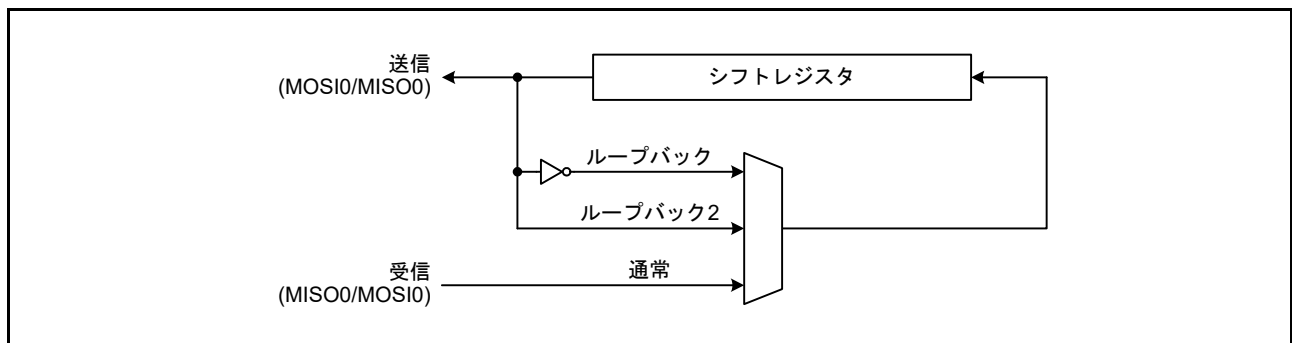 送信
(MOSI0/MISO0)
シフトレジスタ
ループバック
ループバック2
受信
(MISO0/MOSI0)
通常